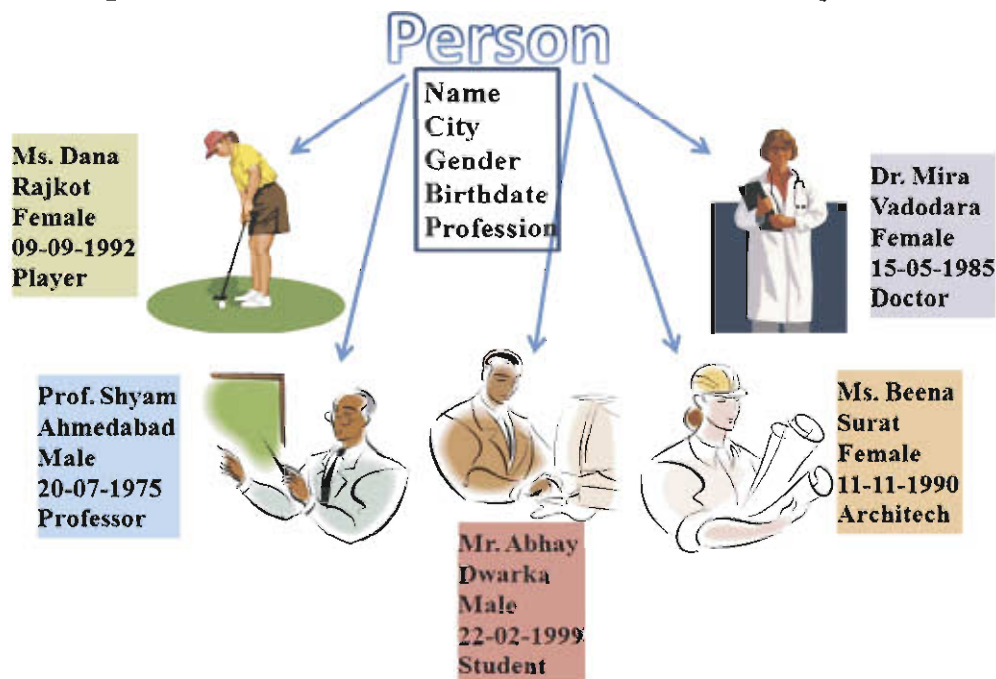 Person
Name
City
Gender
Birthdate
Profession
Ms. Dana
Rajkot
Female
09-09-1992
Player
Dr. Mira
Vadodara
Female
15-05-1985
Doctor
Prof. Shyam
Ahmedabad
Male
20-07-1975
Professor
Mr. Abhay
Dwarka
Male
22-02-1999
Student
Ms. Beena
Surat
Female
11-11-1990
Architech